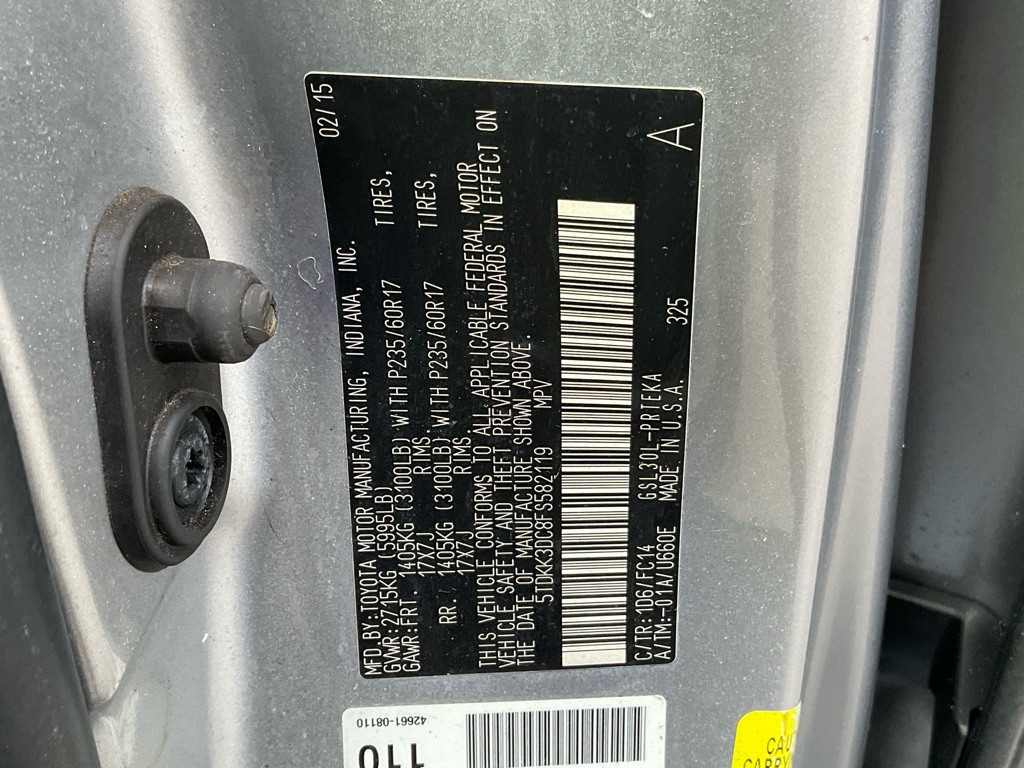 MFD.BY:TOYOTA MOTOR MANUFACTURING, INDIANA, INC. 02/15
GVWR:2715KG (5995LB)
GAWR:FRT. 1405KG (3100LB) WITH P235/60R17 TIRES,
17X7J RIMS
RR. 1405KG (3100LB) WITH P235/60R17 TIRES,
17X7J RIMS
THIS VEHICLE CONFORMS TO ALL APPLICABLE FEDERAL MOTOR
VEHICLE SAFETY AND THEFT PREVENTION STANDARDS IN EFFECT ON
THE DATE OF MANUFACTURE SHOWN ABOVE.
5TDKK3DC8FS582119 MPV
C/TR:1D6/FC14 GSL30L-PRTEKA 325
A/TM:-01A/U660E MADE IN U.S.A. A
42661-08110
110
CAU
CARRY